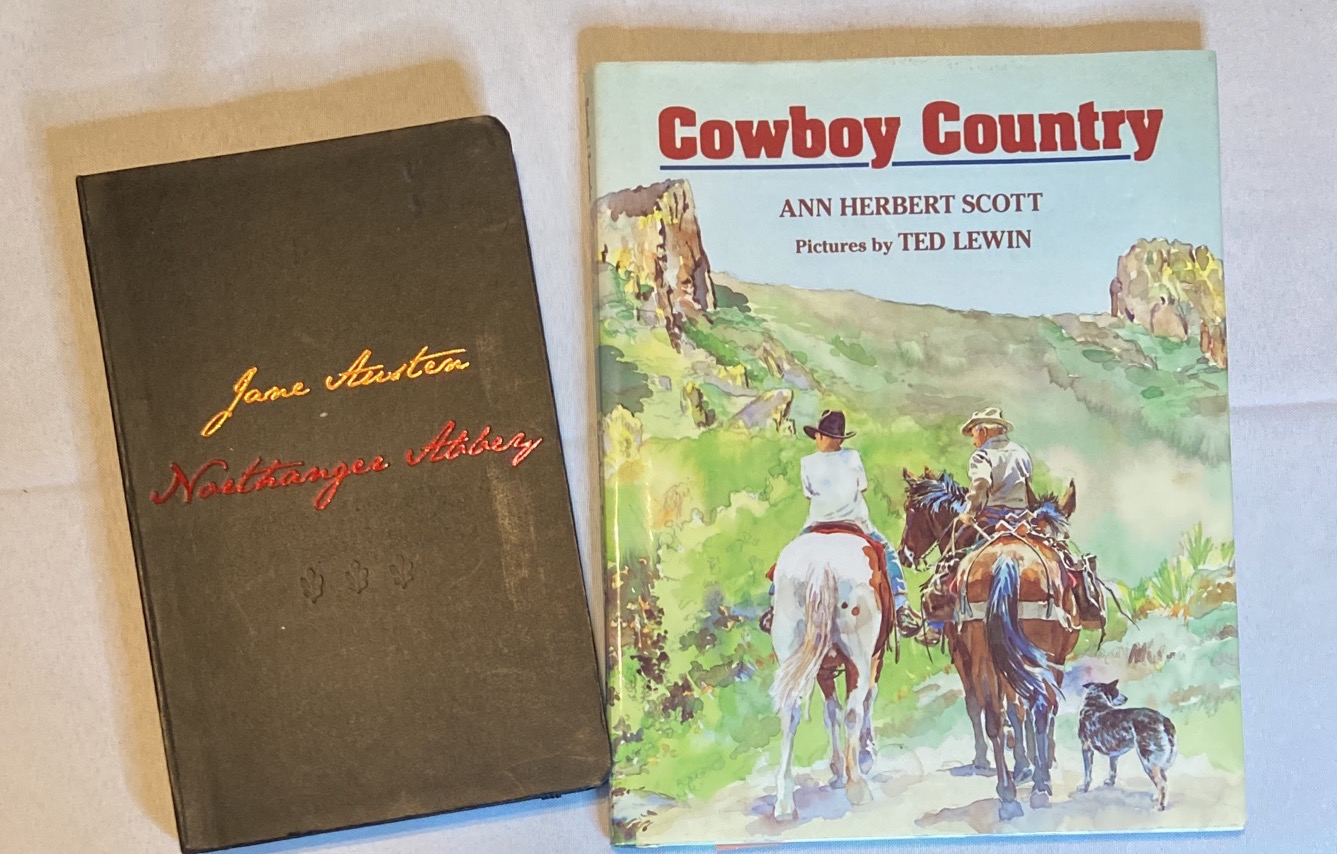 Jane Austen
Northanger Abbey
Cowboy Country
ANN HERBERT SCOTT
Pictures by TED LEWIN